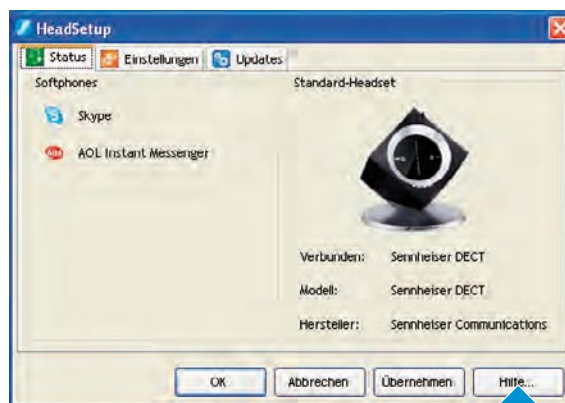 HeadSetup
Status Einstellungen Updates
Softphones
Skype
AOL Instant Messenger
Standard-Headset
Verbunden: Sennheiser DECT
Modell: Sennheiser DECT
Hersteller: Sennheiser Communications
OK Abbrechen Übernehmen Hilfe...